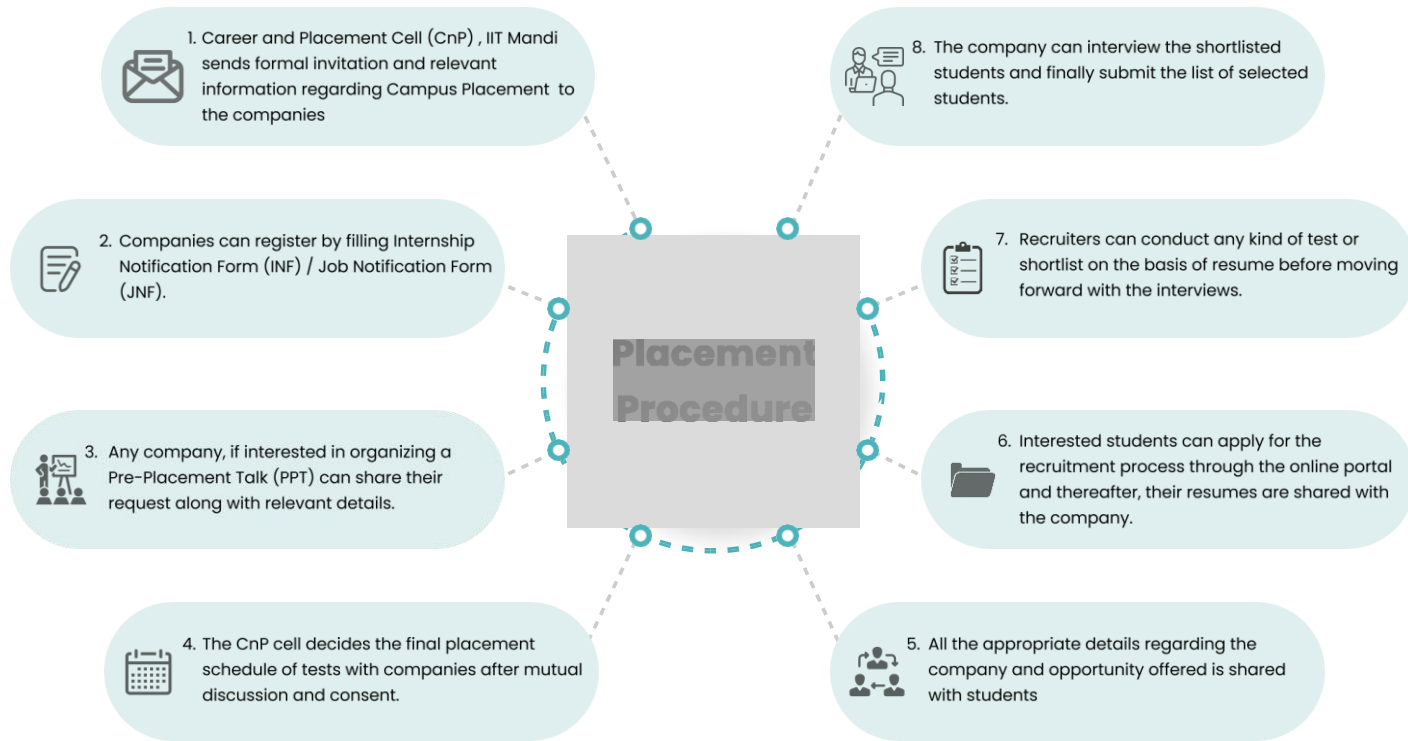 1. Career and Placement Cell (CnP) , IIT Mandi
sends formal invitation and relevant
information regarding Campus Placement to
the companies
2. Companies can register by filling Internship
Notification Form (INF) / Job Notification Form
(JNF).
3. Any company, if interested in organizing a
Pre-Placement Talk (PPT) can share their
request along with relevant details.
4. The CnP cell decides the final placement
schedule of tests with companies after mutual
discussion and consent.
Placement
Procedure
5. All the appropriate details regarding the
company and opportunity offered is shared
with students
6. Interested students can apply for the
recruitment process through the online portal
and thereafter, their resumes are shared with
the company.
7. Recruiters can conduct any kind of test or
shortlist on the basis of resume before moving
forward with the interviews.
8. The company can interview the shortlisted
students and finally submit the list of selected
students.